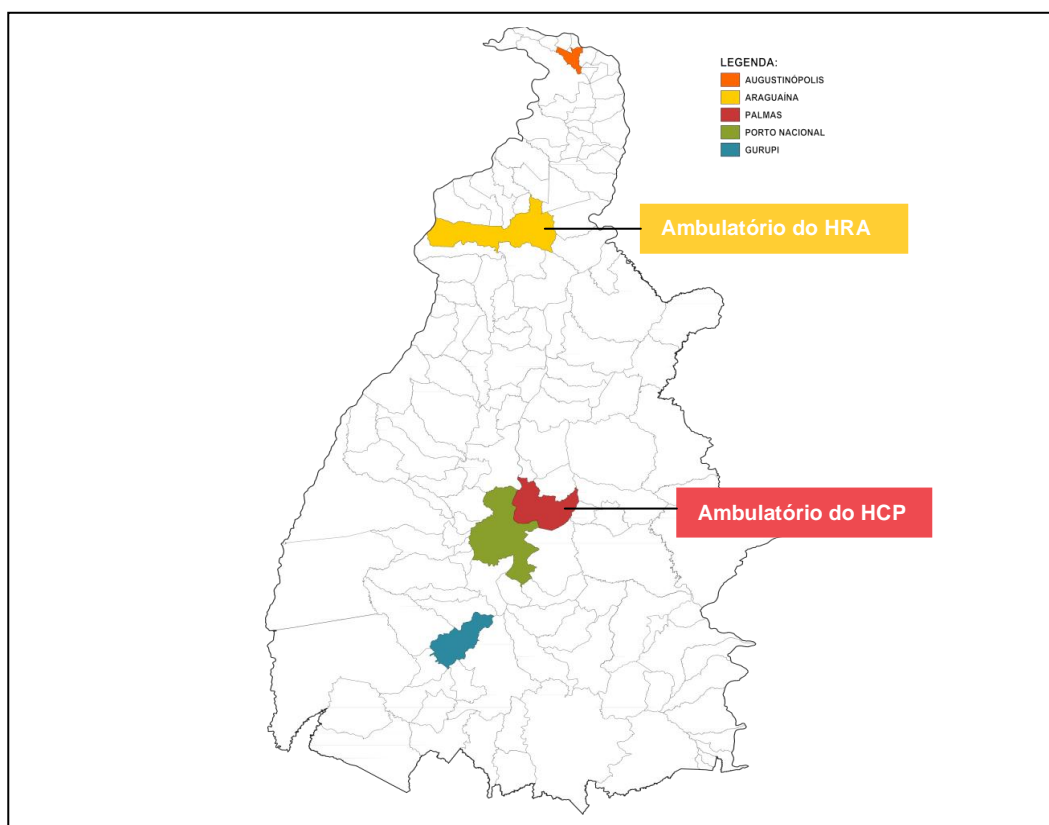 LEGENDA:
AUGUSTINÓPOLIS
ARAGUAÍNA
PALMAS
PORTO NACIONAL
GURUPI
Ambulatório do HRA
Ambulatório do HCP